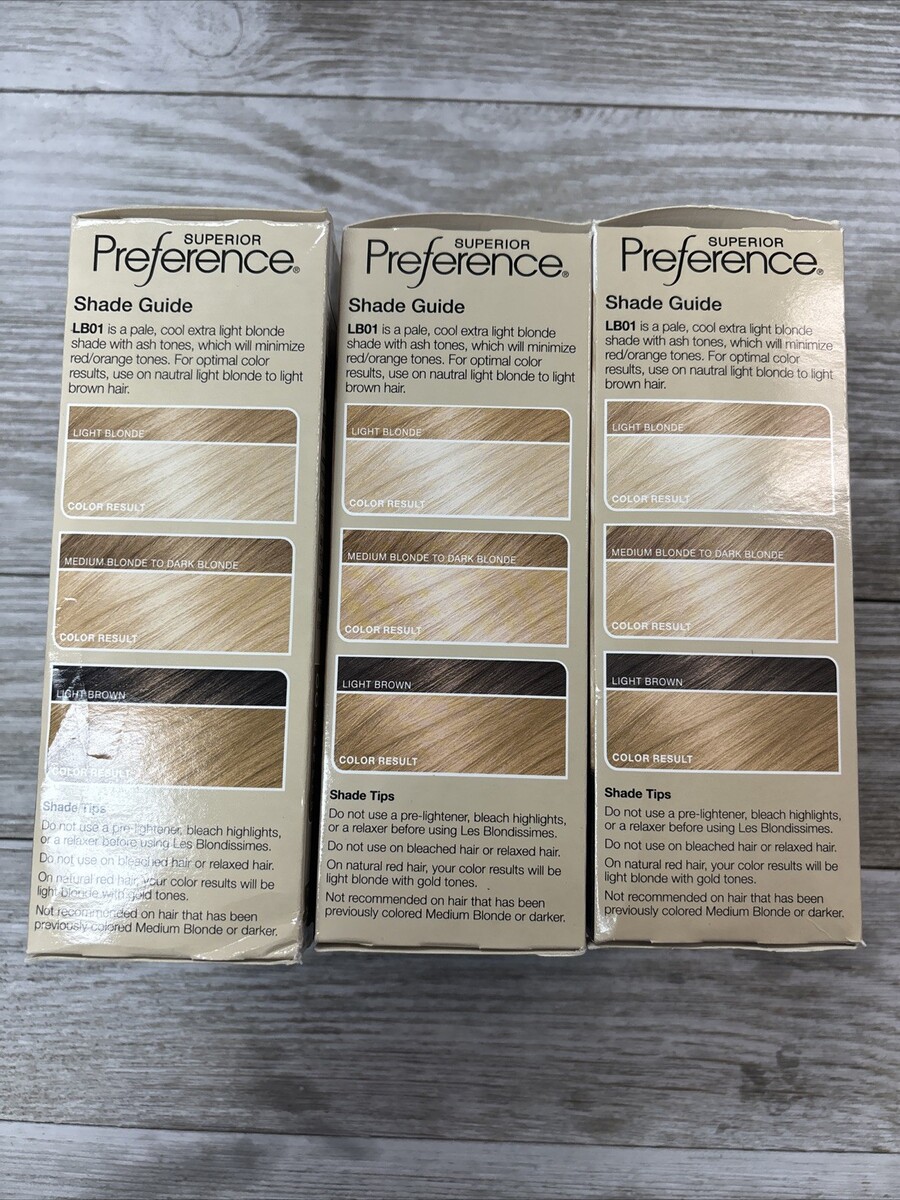 SUPERIOR
Preference®
Shade Guide
LB01 is a pale, cool extra light blonde
shade with ash tones, which will minimize
red/orange tones. For optimal color
results, use on nautral light blonde to light
brown hair.
LIGHT BLONDE
COLOR RESULT
MEDIUM BLONDE TO DARK BLONDE
COLOR RESULT
LIGHT BROWN
COLOR RESULT
Shade Tips
Do not use a pre-lightener, bleach highlights,
or a relaxer before using Les Blondissimes.
Do not use on bleached hair or relaxed hair.
On natural red hair, your color results will be
light blonde with gold tones.
Not recommended on hair that has been
previously colored Medium Blonde or darker.
SUPERIOR
Preference®
Shade Guide
LB01 is a pale, cool extra light blonde
shade with ash tones, which will minimize
red/orange tones. For optimal color
results, use on nautral light blonde to light
brown hair.
LIGHT BLONDE
COLOR RESULT
MEDIUM BLONDE TO DARK BLONDE
COLOR RESULT
LIGHT BROWN
COLOR RESULT
Shade Tips
Do not use a pre-lightener, bleach highlights,
or a relaxer before using Les Blondissimes.
Do not use on bleached hair or relaxed hair.
On natural red hair, your color results will be
light blonde with gold tones.
Not recommended on hair that has been
previously colored Medium Blonde or darker.
SUPERIOR
Preference®
Shade Guide
LB01 is a pale, cool extra light blonde
shade with ash tones, which will minimize
red/orange tones. For optimal color
results, use on nautral light blonde to light
brown hair.
LIGHT BLONDE
COLOR RESULT
MEDIUM BLONDE TO DARK BLONDE
COLOR RESULT
LIGHT BROWN
COLOR RESULT
Shade Tips
Do not use a pre-lightener, bleach highlights,
or a relaxer before using Les Blondissimes.
Do not use on bleached hair or relaxed hair.
On natural red hair, your color results will be
light blonde with gold tones.
Not recommended on hair that has been
previously colored Medium Blonde or darker.